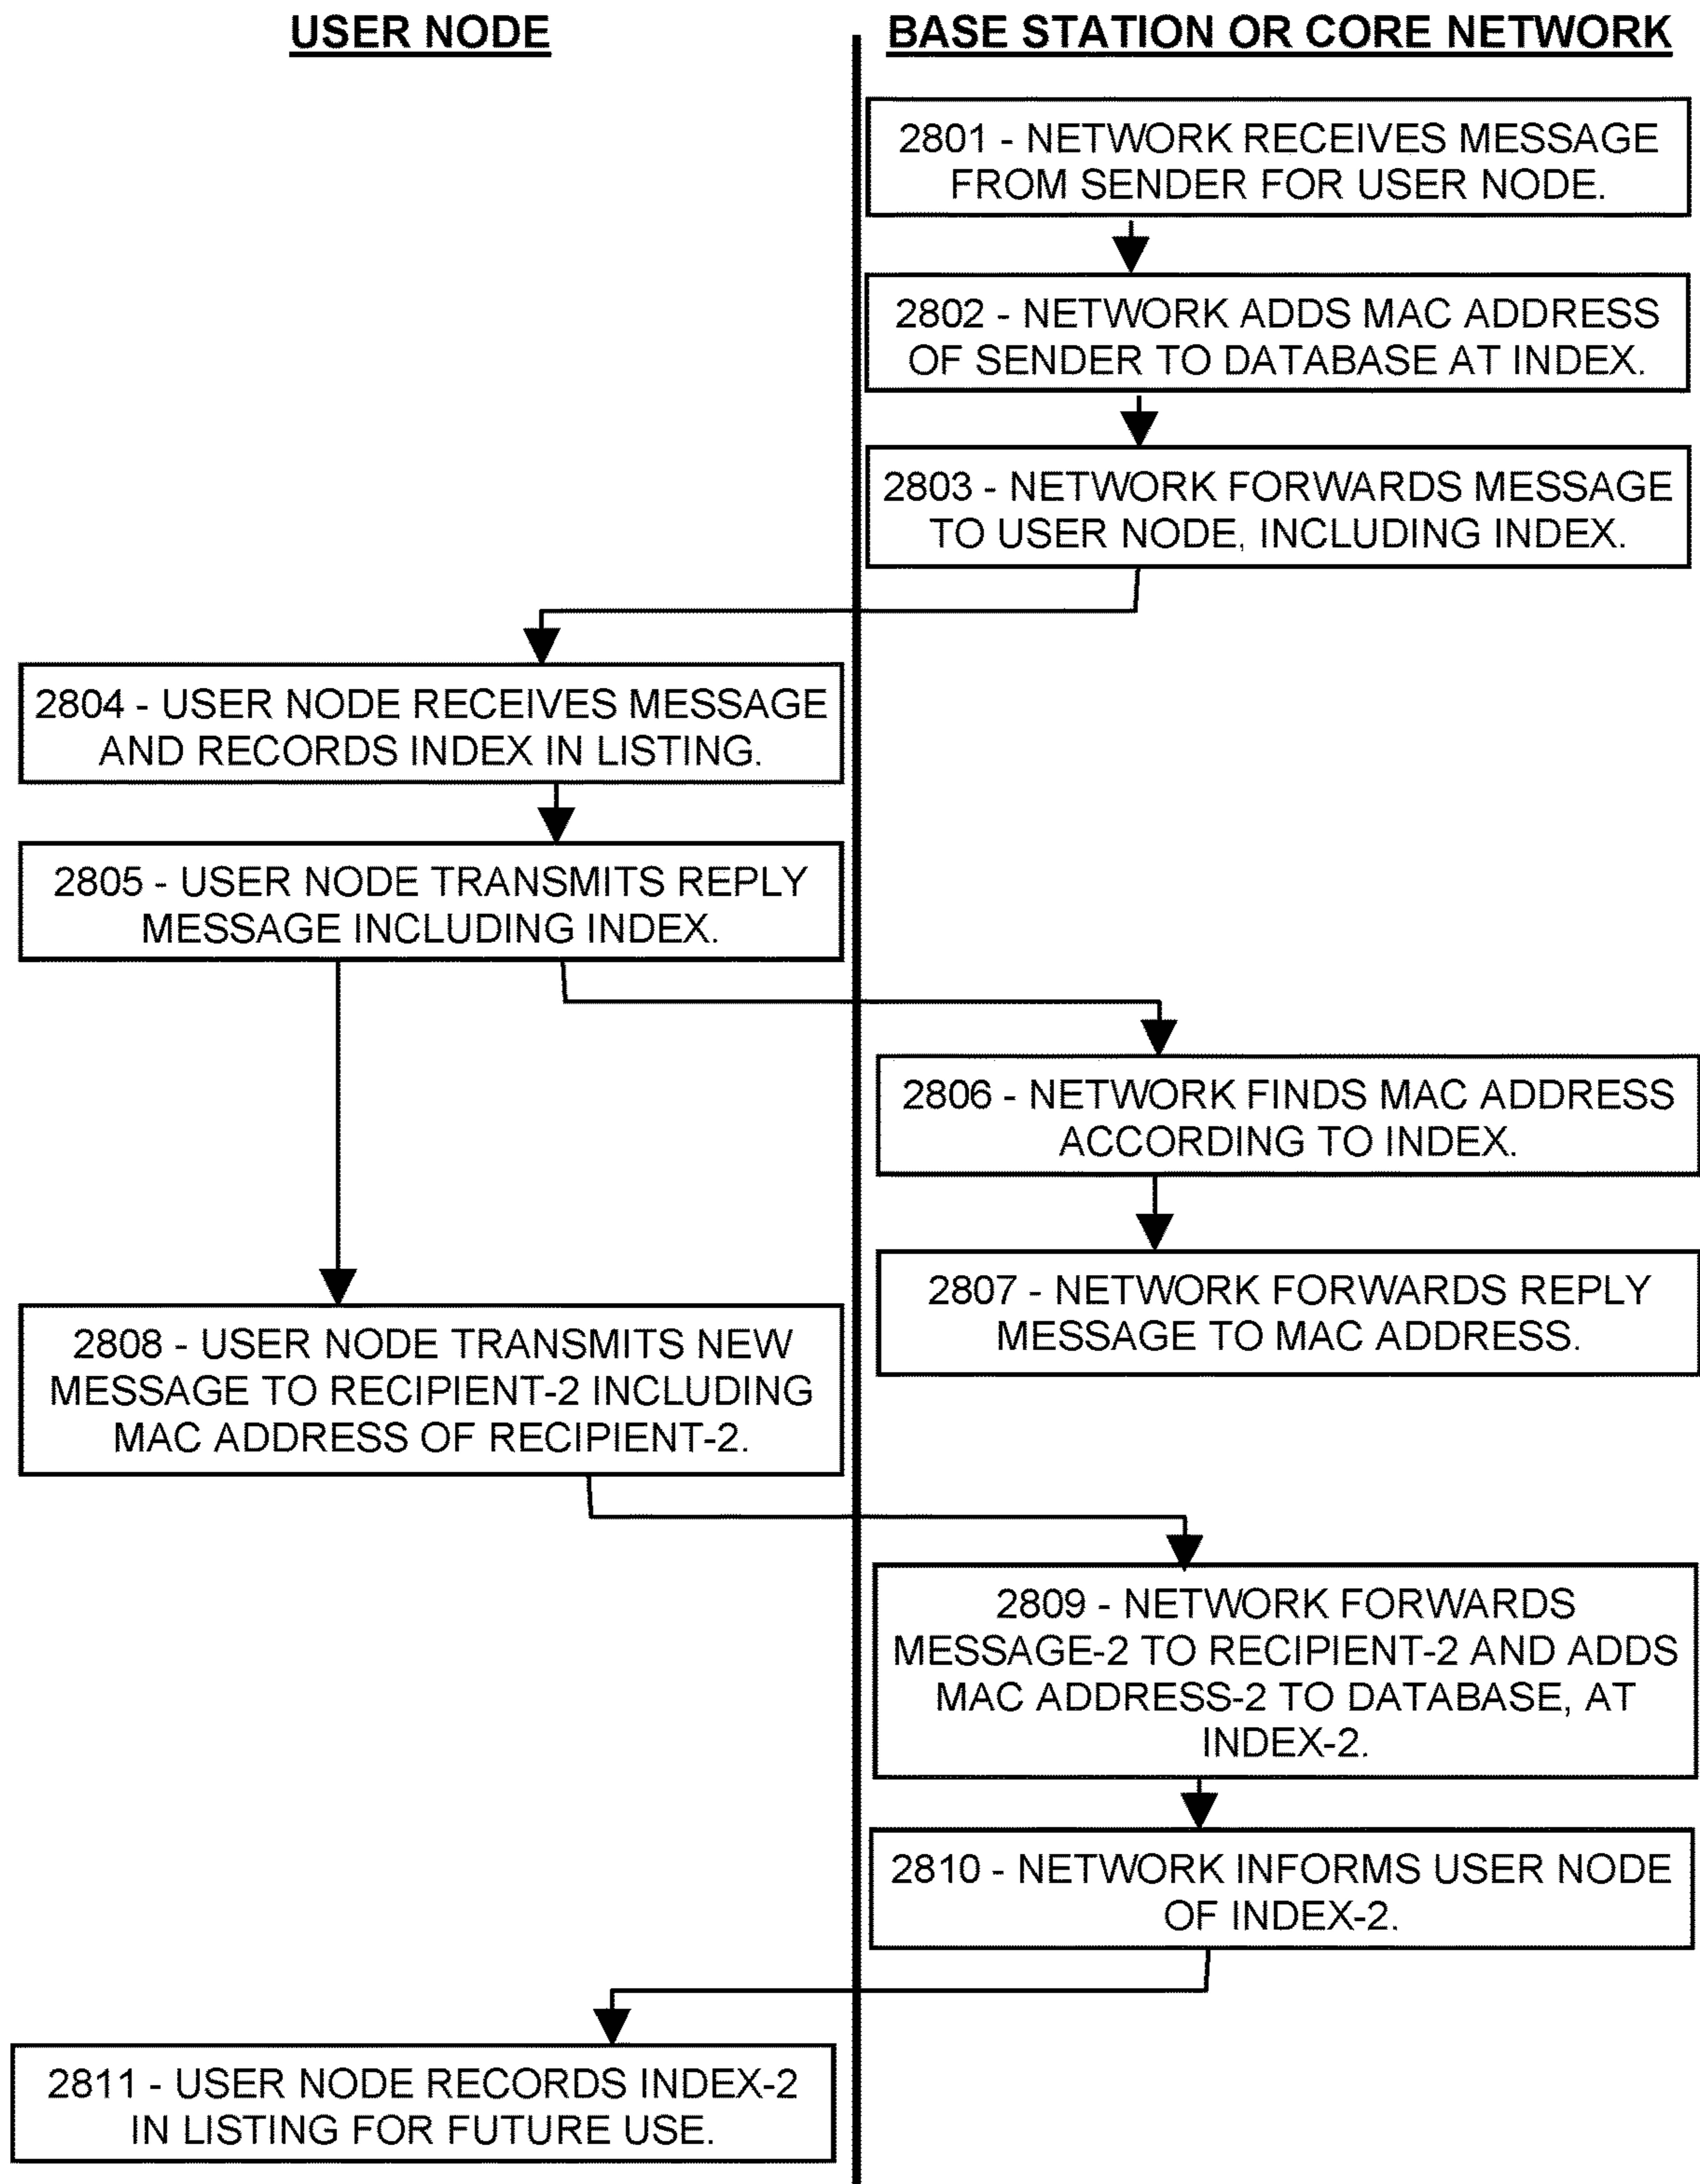 USER NODE
BASE STATION OR CORE NETWORK
2801 - NETWORK RECEIVES MESSAGE
FROM SENDER FOR USER NODE.
2802 - NETWORK ADDS MAC ADDRESS
OF SENDER TO DATABASE AT INDEX.
2803 - NETWORK FORWARDS MESSAGE
TO USER NODE, INCLUDING INDEX.
2804 - USER NODE RECEIVES MESSAGE
AND RECORDS INDEX IN LISTING.
2805 - USER NODE TRANSMITS REPLY
MESSAGE INCLUDING INDEX.
2806 - NETWORK FINDS MAC ADDRESS
ACCORDING TO INDEX.
2807 - NETWORK FORWARDS REPLY
MESSAGE TO MAC ADDRESS.
2808 - USER NODE TRANSMITS NEW
MESSAGE TO RECIPIENT-2 INCLUDING
MAC ADDRESS OF RECIPIENT-2.
2809 - NETWORK FORWARDS
MESSAGE-2 TO RECIPIENT-2 AND ADDS
MAC ADDRESS-2 TO DATABASE, AT
INDEX-2.
2810 - NETWORK INFORMS USER NODE
OF INDEX-2.
2811 - USER NODE RECORDS INDEX-2
IN LISTING FOR FUTURE USE.